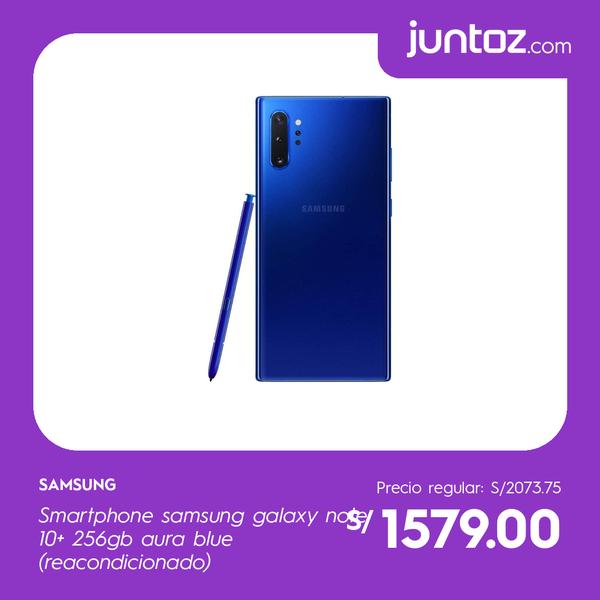 juntoz.com
SAMSUNG
SAMSUNG
Smartphone samsung galaxy note
10+ 256gb aura blue
(reacondicionado)
Precio regular: S/2073.75
S/ 1579.00